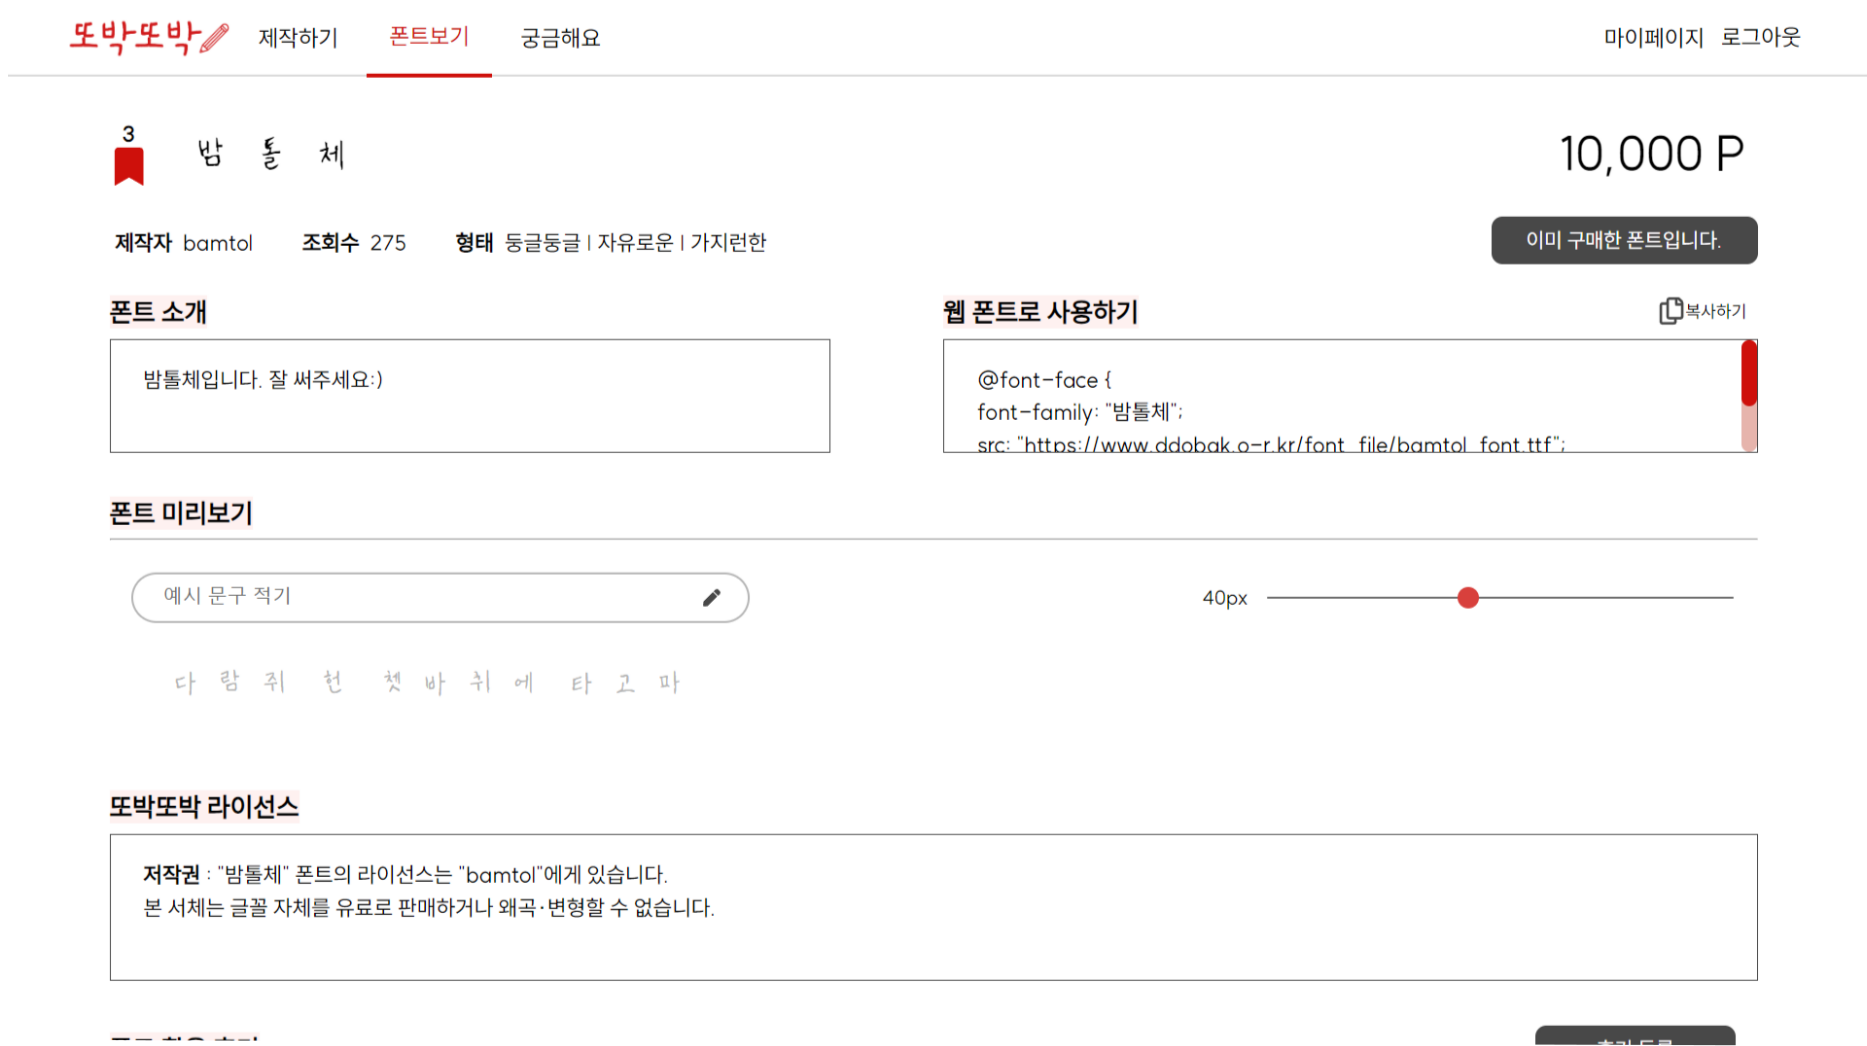 또박또박 제작하기 폰트보기 궁금해요 마이페이지 로그아웃
3
밤 톨 체
10,000 P
제작자 bamtol 조회수 275 형태 둥글둥글 | 자유로운 | 가지런한
이미 구매한 폰트입니다.
폰트 소개
밤톨체입니다. 잘 써주세요:)
웹 폰트로 사용하기
복사하기
@font-face {
font-family: "밤톨체";
src: "https://www.ddobak.o-r.kr/font_file/bamtol_font.ttf";
폰트 미리보기
예시 문구 적기
40px
다 람 쥐 헌 쳇 바 퀴 에 타 고 파
또박또박 라이선스
저작권 : "밤톨체" 폰트의 라이선스는 "bamtol"에게 있습니다.
본 서체는 글꼴 자체를 유료로 판매하거나 왜곡·변형할 수 없습니다.